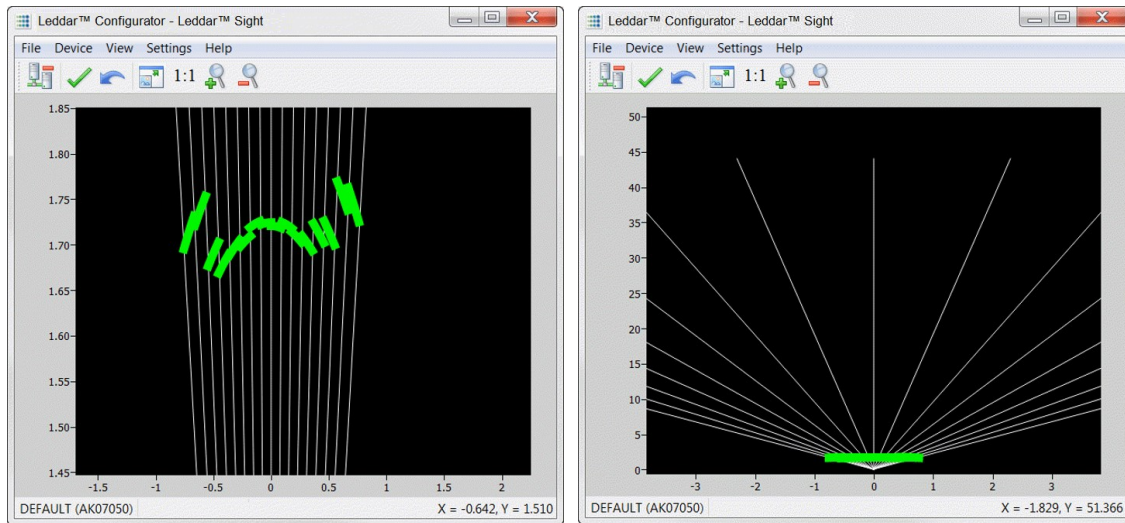 Leddar™ Configurator - Leddar™ Sight
File Device View Settings Help
1:1
1.85
1.80
1.75
1.70
1.65
1.60
1.55
1.50
1.45
-1.5 -1 -0.5 0 0.5 1 1.5 2
DEFAULT (AK07050) X = -0.642, Y = 1.510
Leddar™ Configurator - Leddar™ Sight
File Device View Settings Help
1:1
50
45
40
35
30
25
20
15
10
5
0
-3 -2 -1 0 1 2 3
DEFAULT (AK07050) X = -1.829, Y = 51.366